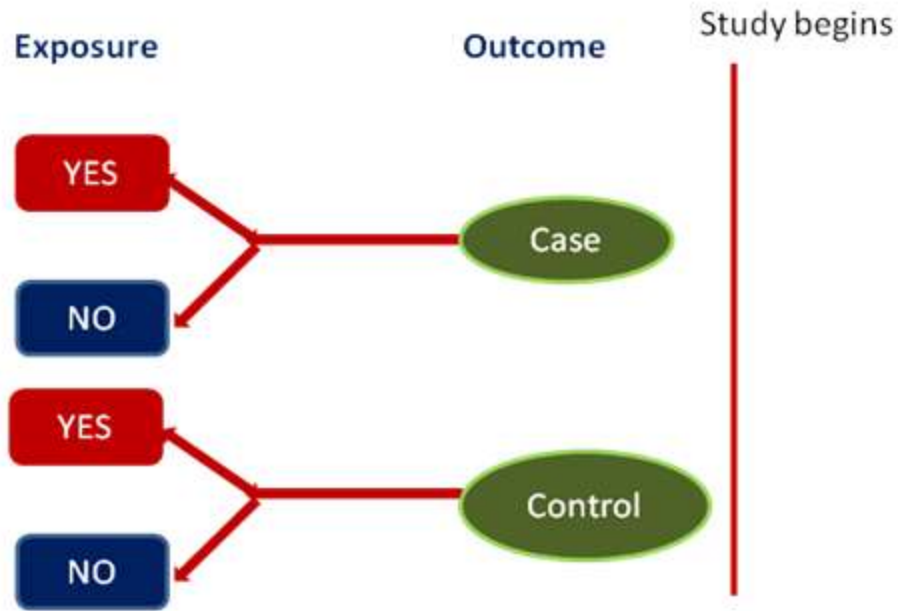 Study begins
Exposure
Outcome
YES
Case
NO
YES
Control
NO